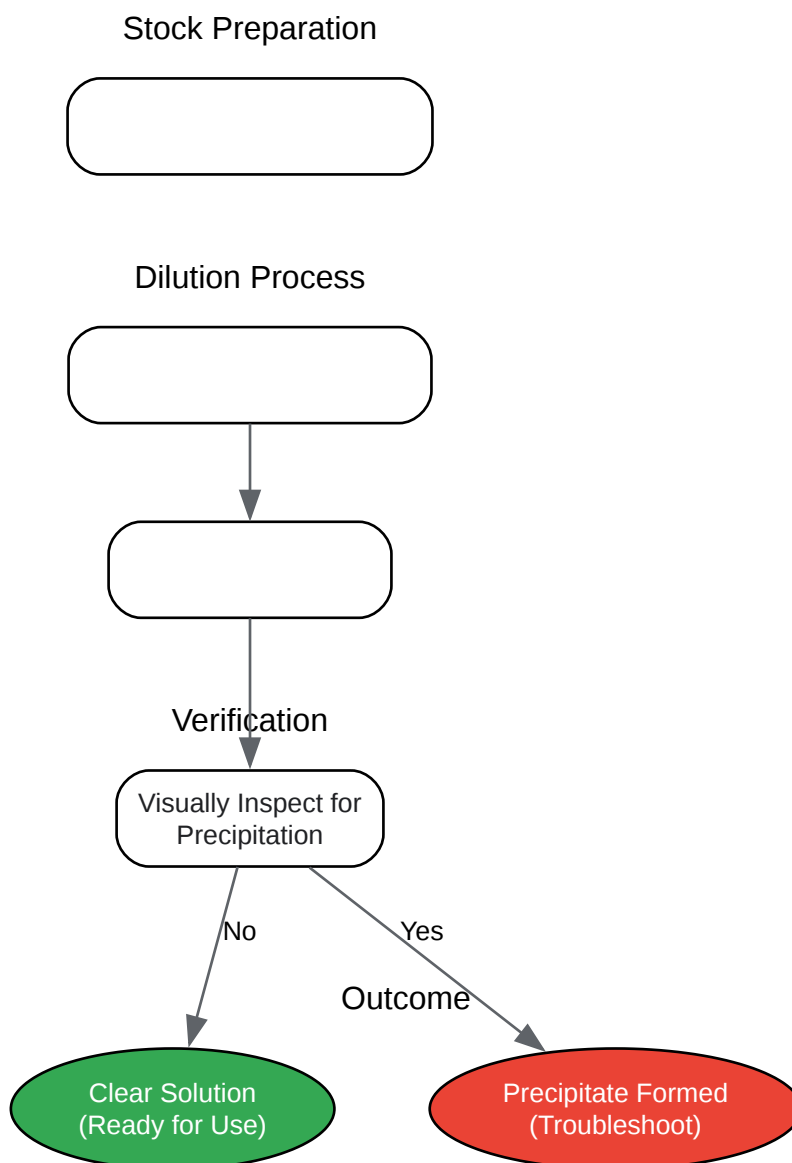 Stock Preparation
Dilution Process
Verification
Visually Inspect for
Precipitation
No
Yes
Outcome
Clear Solution
(Ready for Use)
Precipitate Formed
(Troubleshoot)